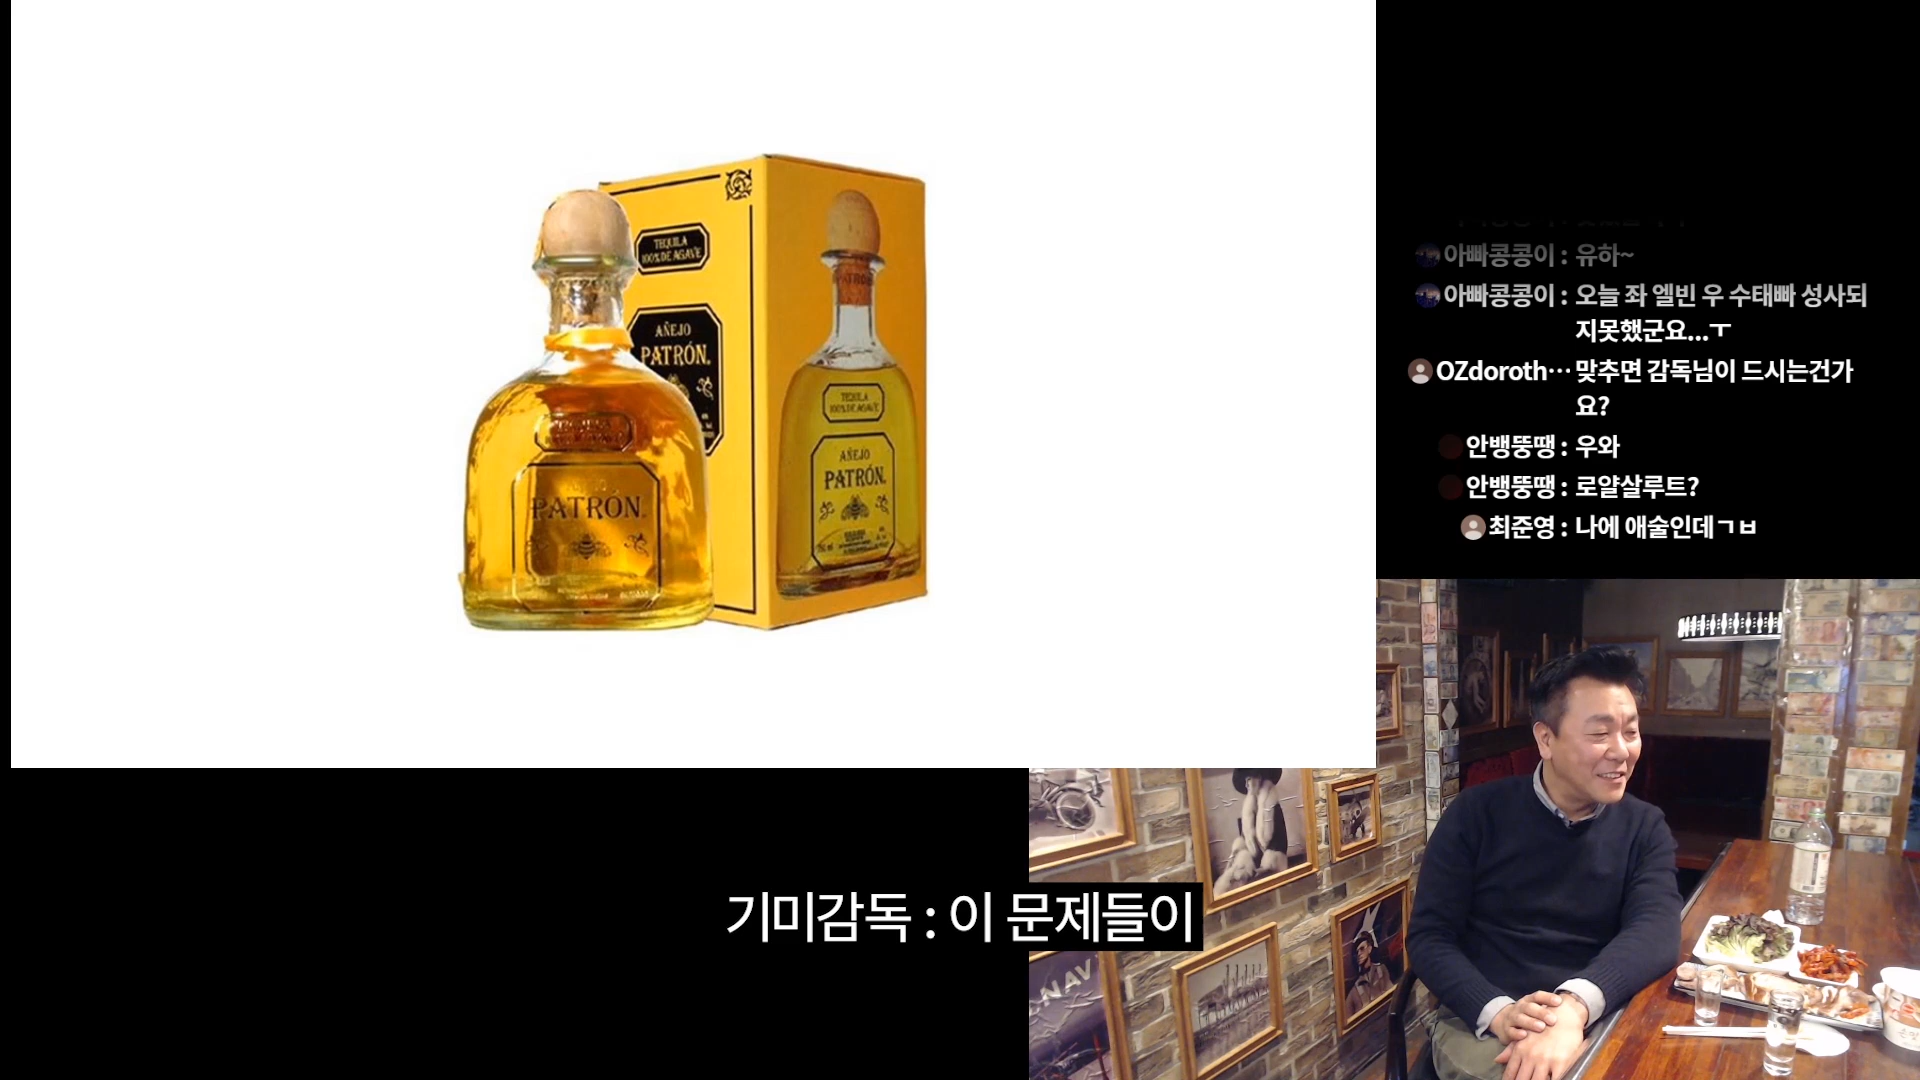 TEQUILA
100% DE AGAVE
AÑEJO
PATRÓN.
TEQUILA
100% DE AGAVE
AÑEJO
PATRÓN.
750 ml
PATRÓN.
아빠콩콩이 : 유하~
아빠콩콩이 : 오늘 좌 엘빈 우 수태빠 성사되
지못했군요...ㅜ
OZdoroth··· 맞추면 감독님이 드시는건가
요?
안뱅뚱땡 : 우와
안뱅뚱땡 : 로얄살루트?
최준영 : 나에 애술인데ㄱㅂ
기미감독 : 이 문제들이
NAV